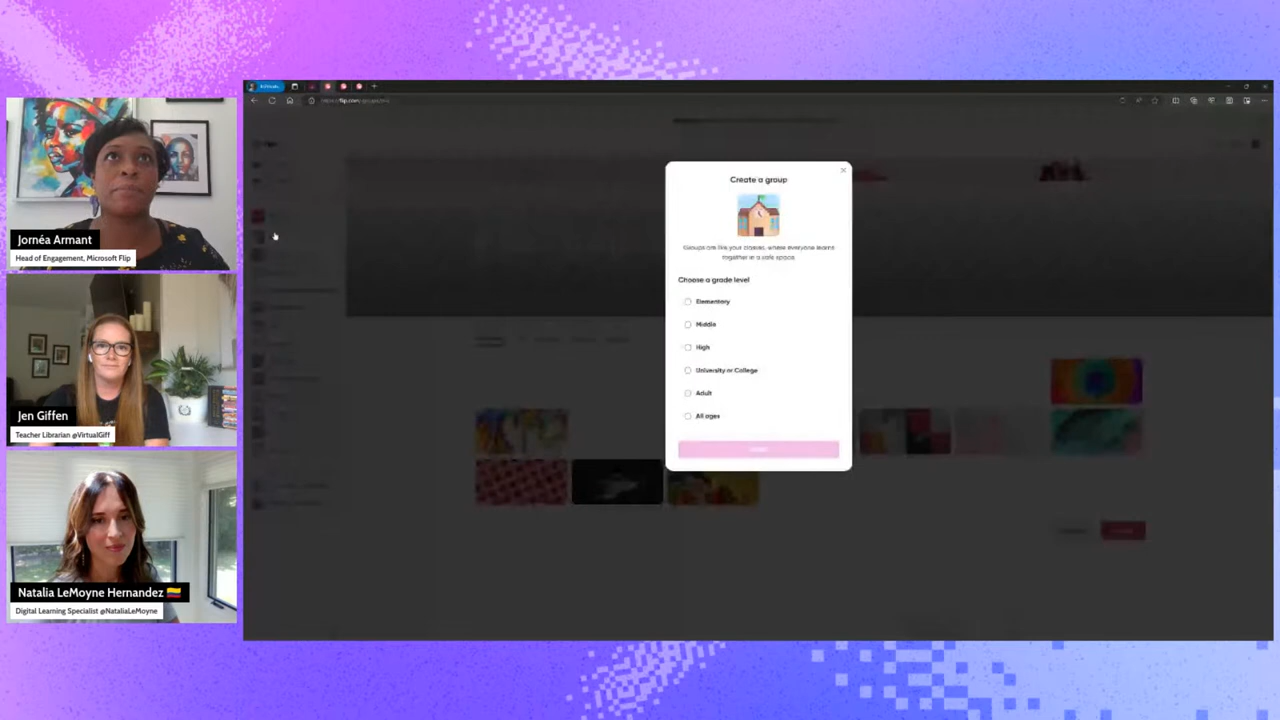 Jornéa Armant
Head of Engagement, Microsoft Flip
Jen Giffen
Teacher Librarian @VirtualGiff
Natalia LeMoyne Hernandez
Digital Learning Specialist @NataliaLeMoyne
Create a group
Groups are like your classes, where everyone learns
together in a safe space.
Choose a grade level
Elementary
Middle
High
University or College
Adult
All ages